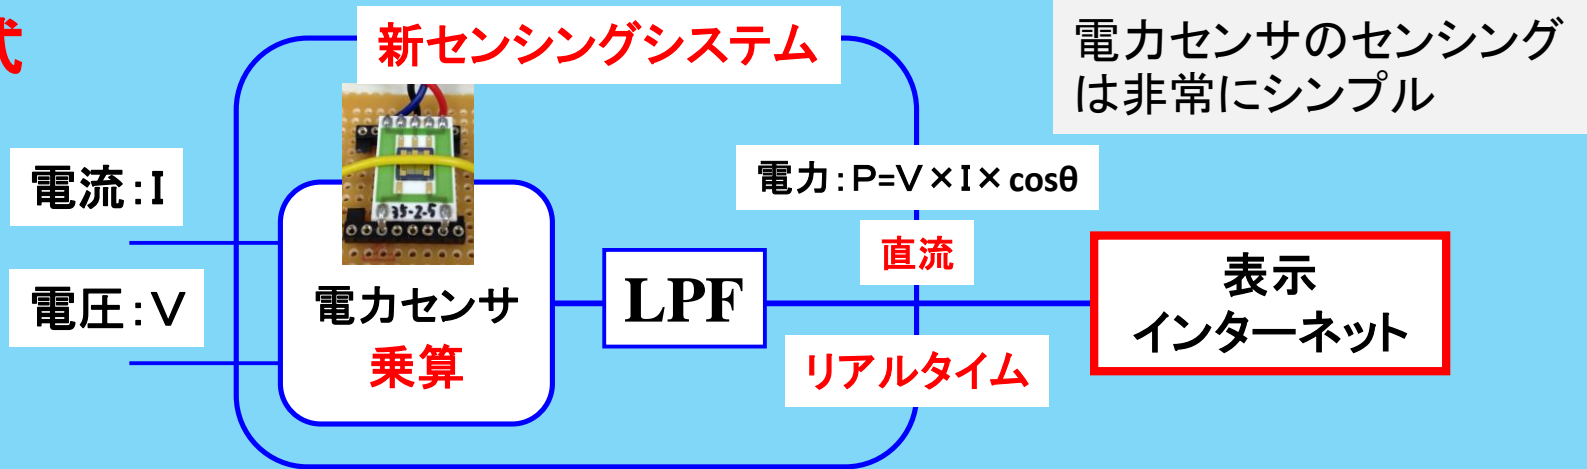 式
新センシングシステム
電力センサのセンシング
は非常にシンプル
電流:I
電圧:V
35-2-5
電力センサ
乗算
LPF
電力:P=V×I×cosθ
直流
リアルタイム
表示
インターネット